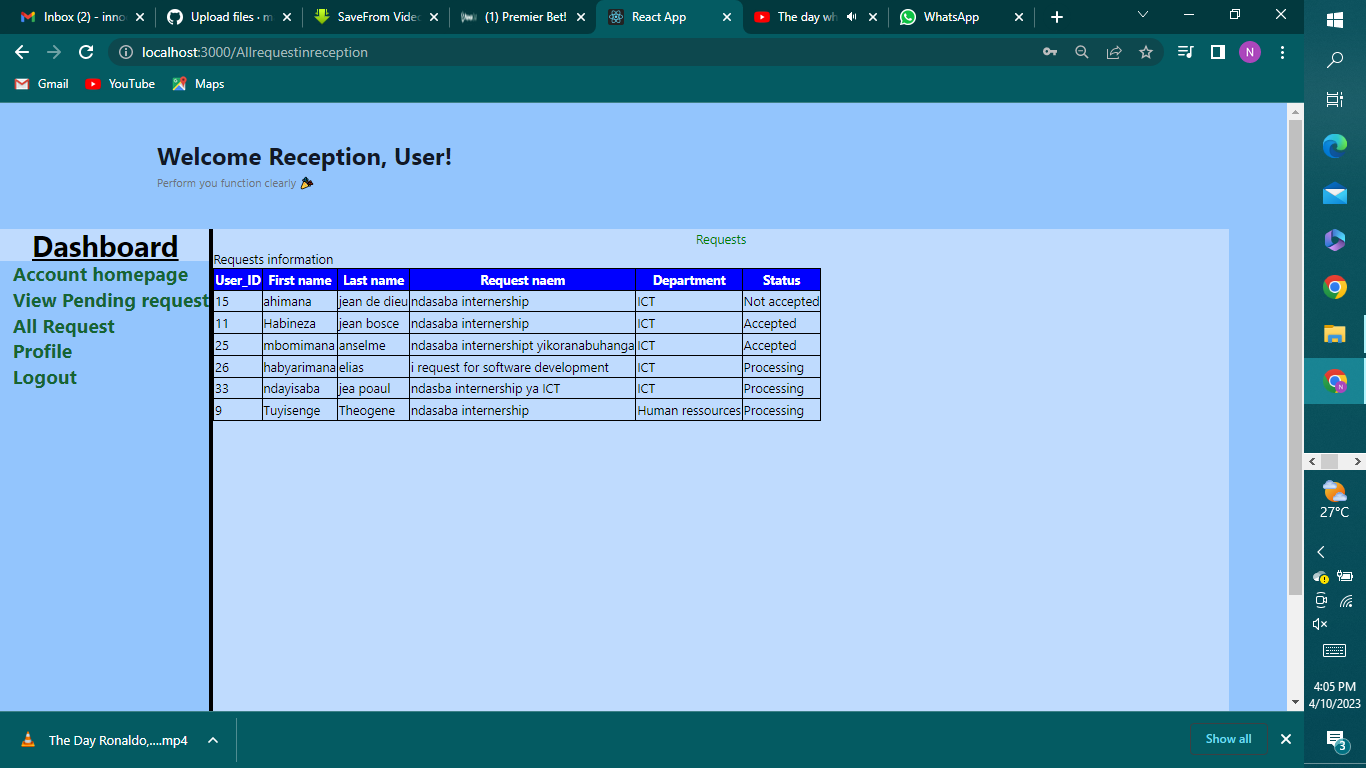 Inbox (2) - inno
Upload files · m
SaveFrom Video
(1) Premier Bet!
React App
The day wh
WhatsApp
localhost:3000/Allrequestinreception
N
Gmail
YouTube
Maps
Welcome Reception, User!
Perform you function clearly 🎉
Dashboard
Account homepage
View Pending request
All Request
Profile
Logout
Requests
Requests information
User_ID First name Last name Request naem Department Status
15 ahimana jean de dieu ndasaba internership ICT Not accepted
11 Habineza jean bosce ndasaba internership ICT Accepted
25 mbomimana anselme ndasaba internershipt yikoranabuhanga ICT Accepted
26 habyarimana elias i request for software development ICT Processing
33 ndayisaba jea poaul ndasba internership ya ICT ICT Processing
9 Tuyisenge Theogene ndasaba internership Human ressources Processing
The Day Ronaldo,....mp4
Show all
27°C
4:05 PM
4/10/2023
3